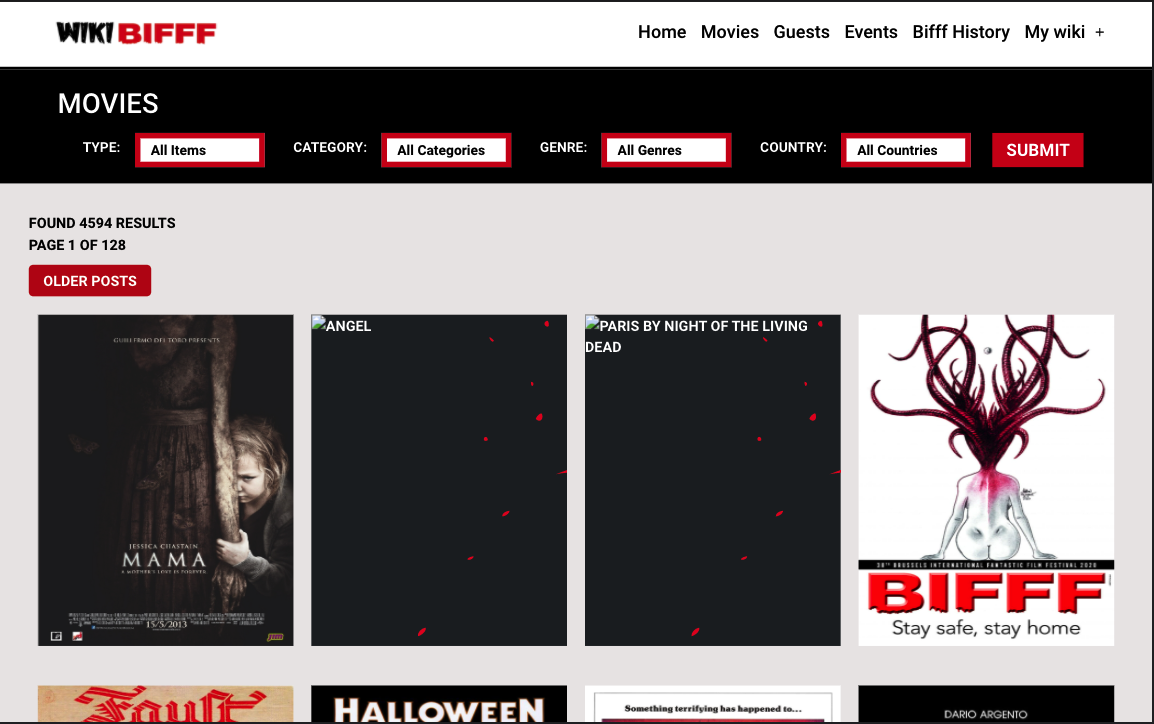 WIKI BIFFF
Home Movies Guests Events Bifff History My wiki +
MOVIES
TYPE: All Items CATEGORY: All Categories GENRE: All Genres COUNTRY: All Countries SUBMIT
FOUND 4594 RESULTS
PAGE 1 OF 128
OLDER POSTS
GUILLERMO DEL TORO PRESENTS
JESSICA CHASTAIN
MAMA
A MOTHER'S LOVE IS FOREVER
15/5/2013
ANGEL
PARIS BY NIGHT OF THE LIVING
DEAD
38TH BRUSSELS INTERNATIONAL FANTASTIC FILM FESTIVAL 2020
BIFFF
Stay safe, stay home
Faust
HALLOWEEN
Something terrifying has happened to...
DARIO ARGENTO